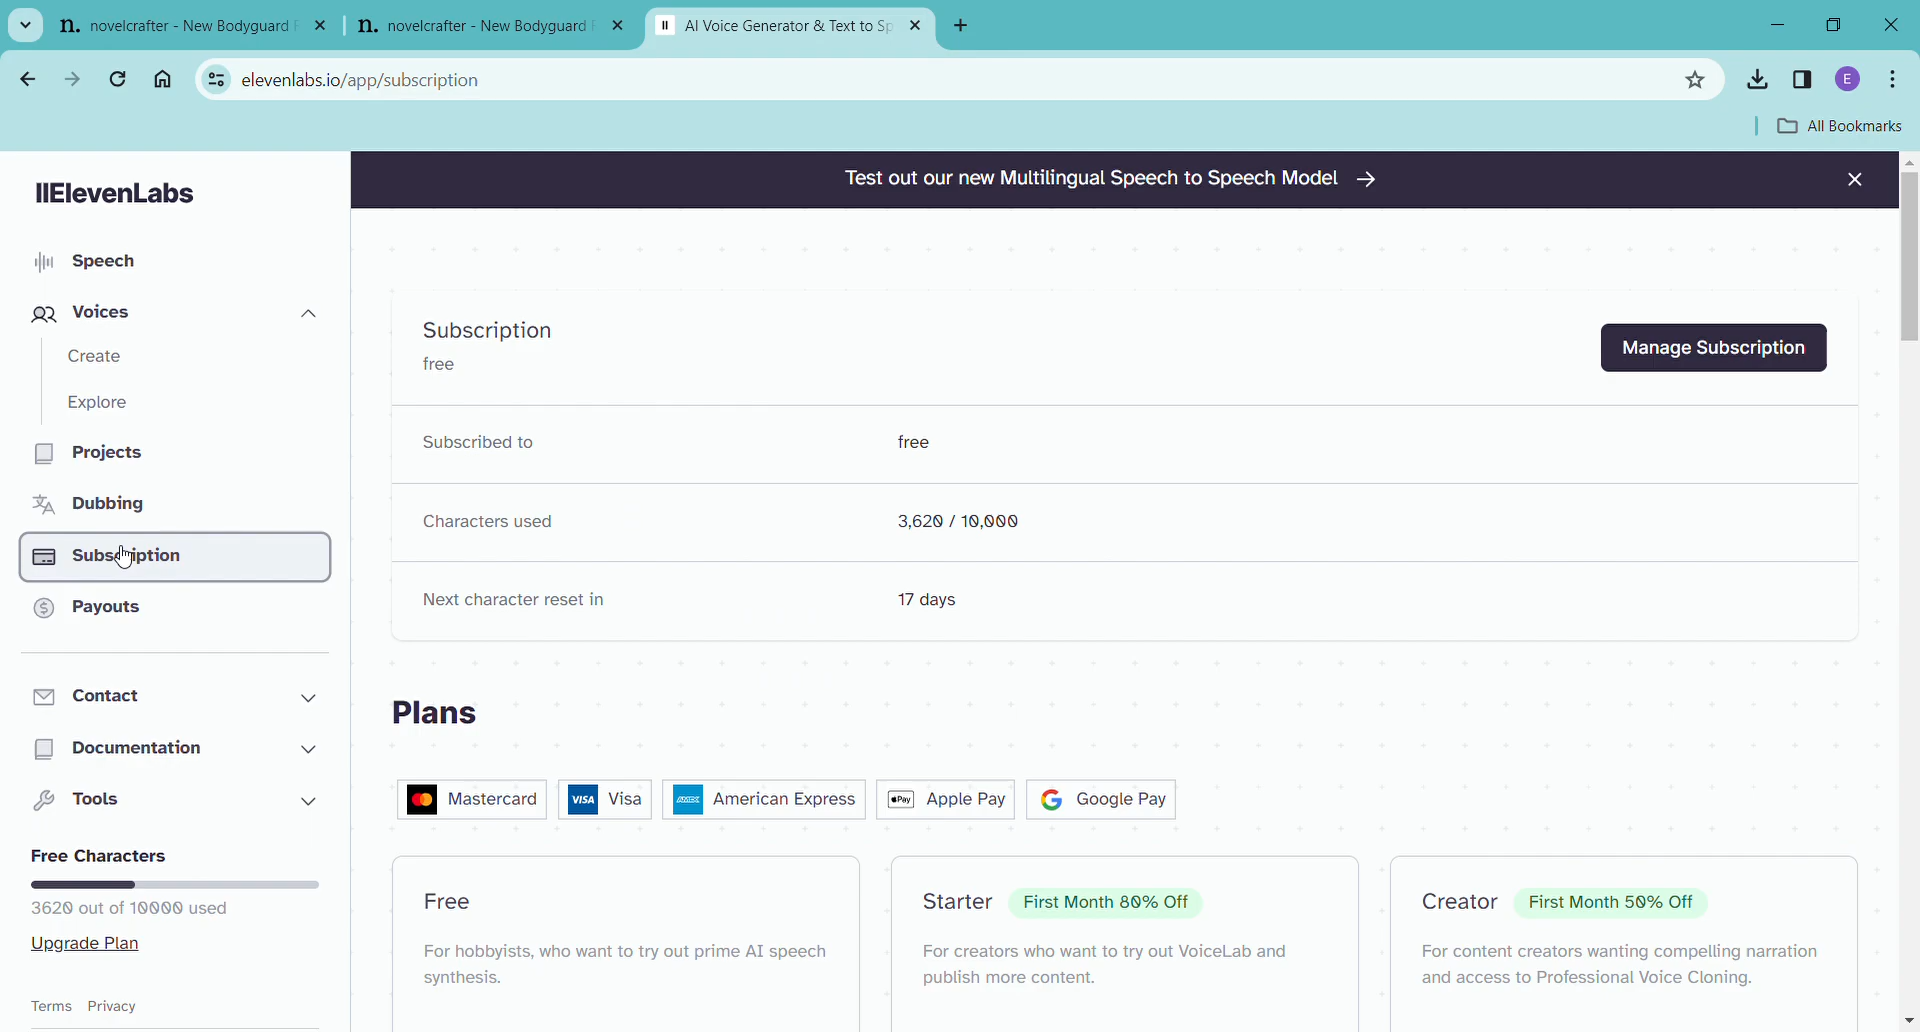 novelcrafter - New Bodyguard
novelcrafter - New Bodyguard
AI Voice Generator & Text to Sp
elevenlabs.io/app/subscription
E
All Bookmarks
IIElevenLabs
Test out our new Multilingual Speech to Speech Model →
Speech
Voices
Create
Explore
Projects
Dubbing
Subscription
Payouts
Contact
Documentation
Tools
Free Characters
3620 out of 10000 used
Upgrade Plan
Terms Privacy
Subscription
free
Manage Subscription
Subscribed to free
Characters used 3,620 / 10,000
Next character reset in 17 days
Plans
Mastercard VISA Visa AMEX American Express Pay Apple Pay G Google Pay
Free
For hobbyists, who want to try out prime AI speech
synthesis.
Starter First Month 80% Off
For creators who want to try out VoiceLab and
publish more content.
Creator First Month 50% Off
For content creators wanting compelling narration
and access to Professional Voice Cloning.